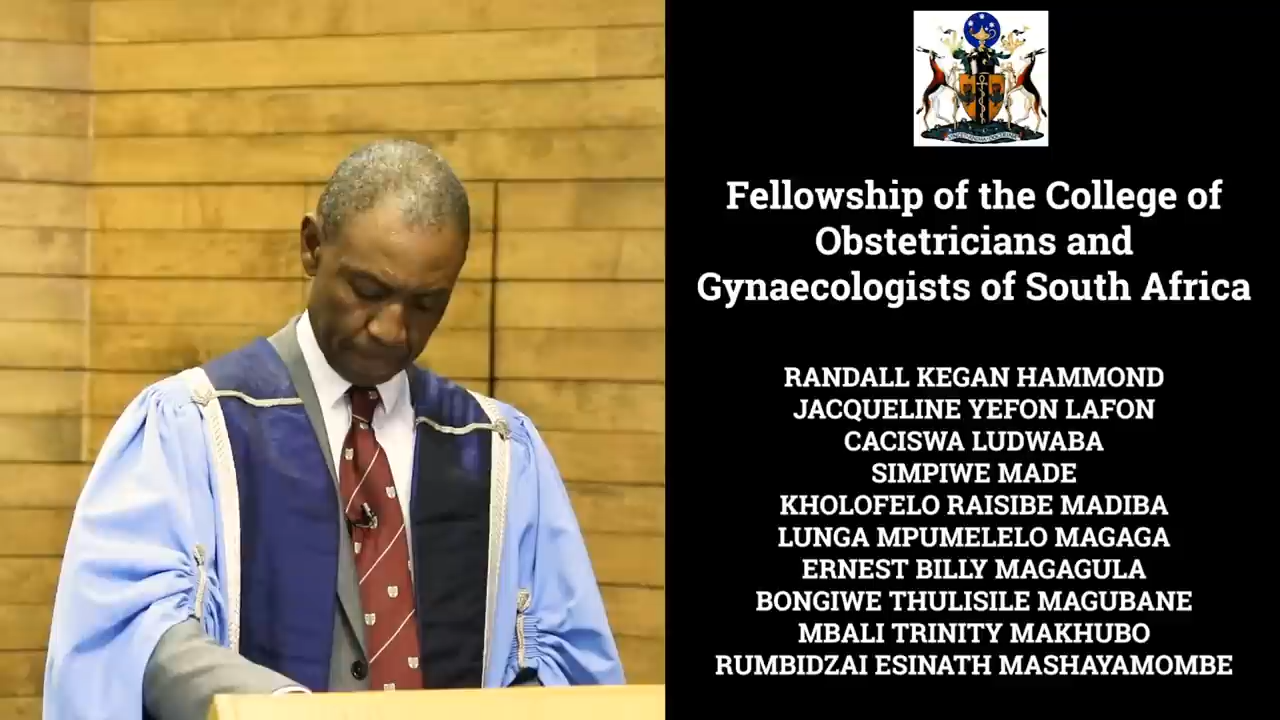 Fellowship of the College of
Obstetricians and
Gynaecologists of South Africa
RANDALL KEGAN HAMMOND
JACQUELINE YEFON LAFON
CACISWA LUDWABA
SIMPIWE MADE
KHOLOFELO RAISIBE MADIBA
LUNGA MPUMELELO MAGAGA
ERNEST BILLY MAGAGULA
BONGIWE THULISILE MAGUBANE
MBALI TRINITY MAKHUBO
RUMBIDZAI ESINATH MASHAYAMOMBE